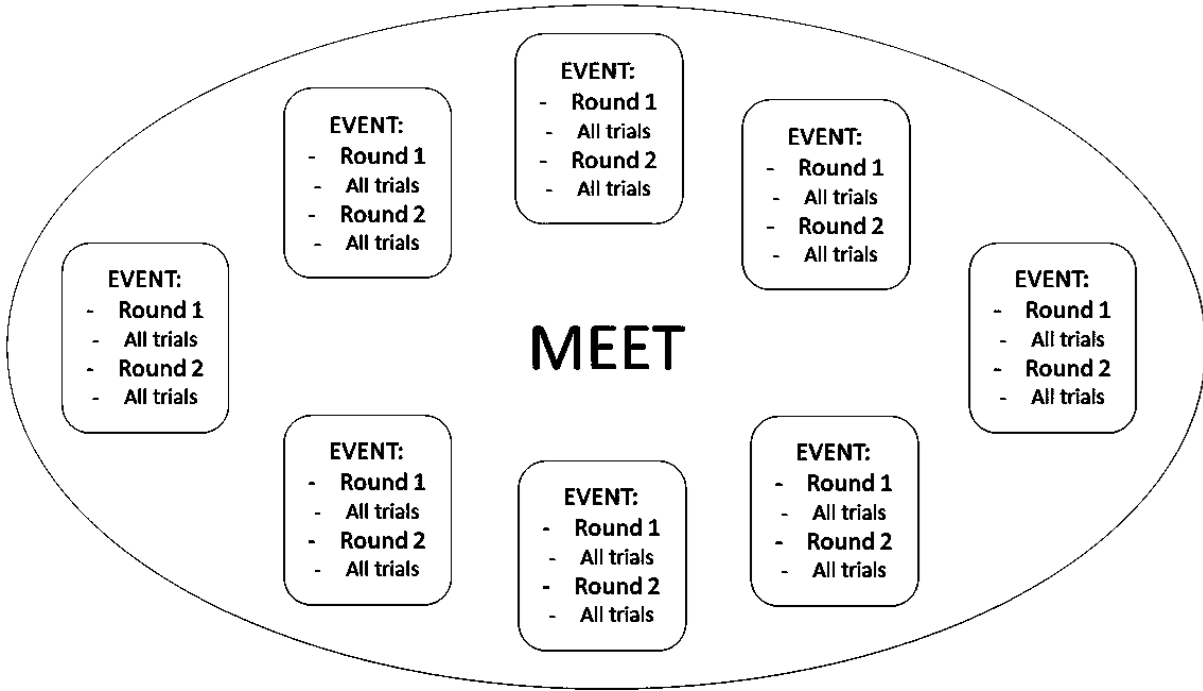 EVENT:
- Round 1
- All trials
- Round 2
- All trials
EVENT:
- Round 1
- All trials
- Round 2
- All trials
EVENT:
- Round 1
- All trials
- Round 2
- All trials
EVENT:
- Round 1
- All trials
- Round 2
- All trials
EVENT:
- Round 1
- All trials
- Round 2
- All trials
MEET
EVENT:
- Round 1
- All trials
- Round 2
- All trials
EVENT:
- Round 1
- All trials
- Round 2
- All trials
EVENT:
- Round 1
- All trials
- Round 2
- All trials